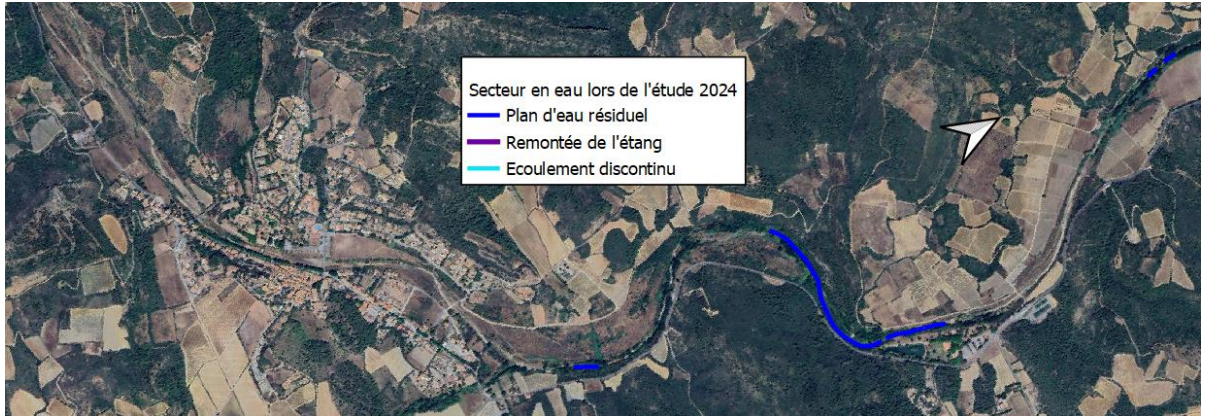 Secteur en eau lors de l'étude 2024
Plan d'eau résiduel
Remontée de l'étang
Ecoulement discontinu